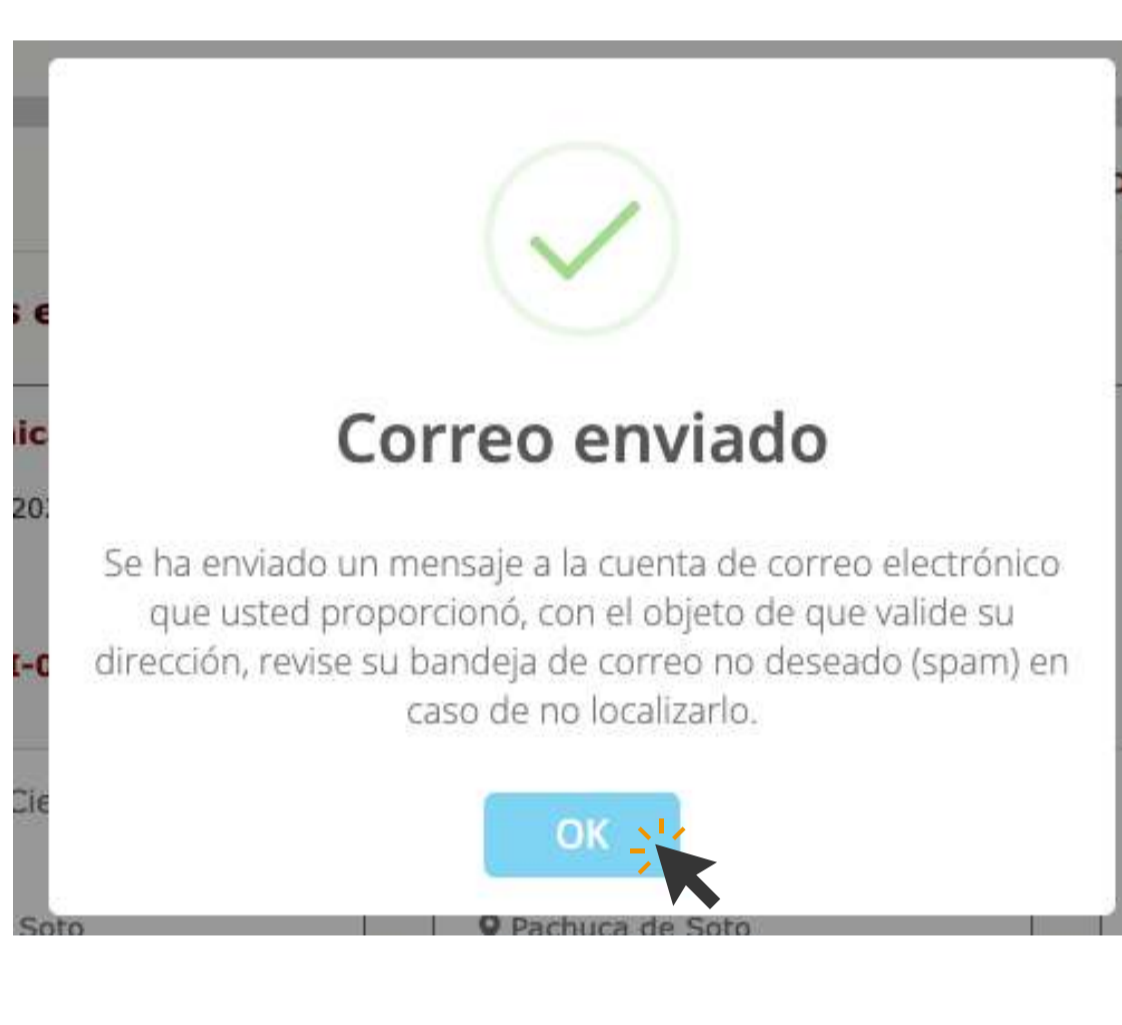 Correo enviado
Se ha enviado un mensaje a la cuenta de correo electrónico
que usted proporcionó, con el objeto de que valide su
dirección, revise su bandeja de correo no deseado (spam) en
caso de no localizarlo.
OK
Soto
Pachuca de Soto